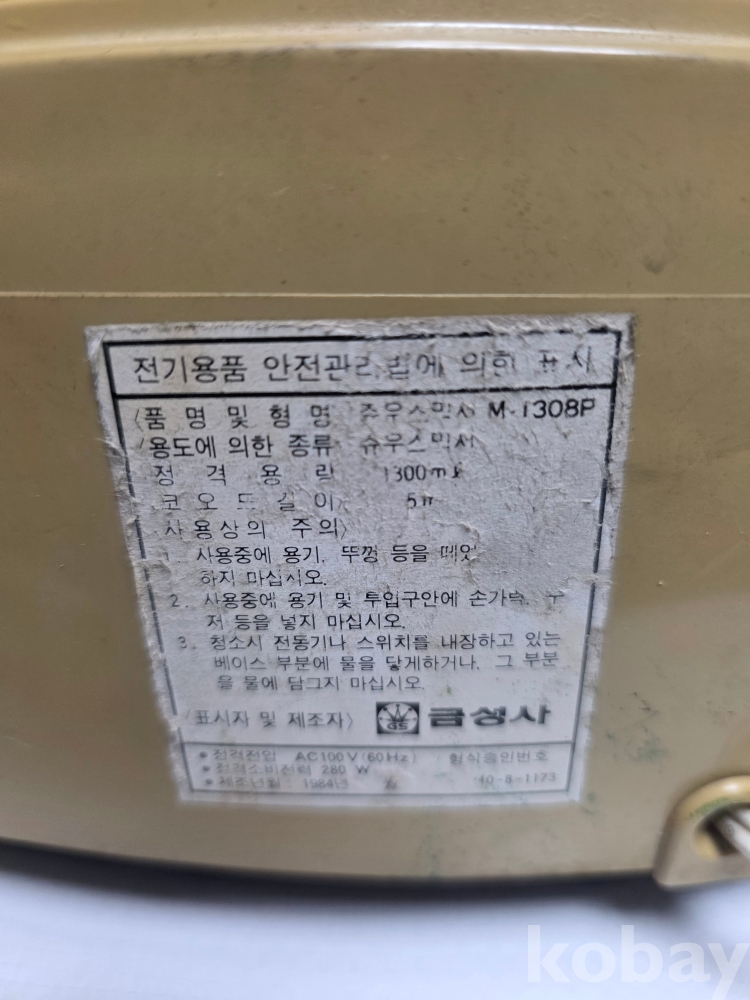 전기용품 안전관리법에 의한 표시
〈품 명 및 형 명 쥬우스믹서 M-1308P
〈용도에 의한 종류 쥬우스믹서
정 격 용 량 1300㎖
코 오 드 길 이〉
사용상의 주의〉
1. 사용중에 용기, 뚜껑 등을
하지 마십시오.
2. 사용중에 용기 및 투입구안에 손가락,
저 등을 넣지 마십시오.
3. 청소시 전동기나 스위치를 내장하고 있는
베이스 부분에 물을 닿게하거나, 그 부분
을 물에 담그지 마십시오.
〈표시자 및 제조자〉 GS 금성사
• 정격전압 AC100V(60Hz) 형식승인번호
• 정격소비전력 280 W 40-8-1173
• 제조년월 : 1984년
kobay